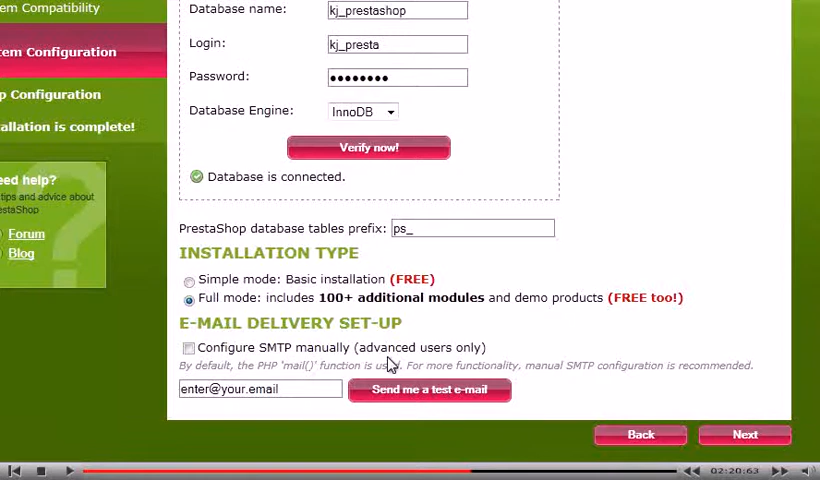 tem Compatibility
tem Configuration
p Configuration
allation is complete!
eed help?
tips and advice about
restaShop
Forum
Blog
Database name: kj_prestashop
Login: kj_presta
Password: ●●●●●●●●
Database Engine: InnoDB
Verify now!
Database is connected.
PrestaShop database tables prefix: ps_
INSTALLATION TYPE
Simple mode: Basic installation (FREE)
Full mode: includes 100+ additional modules and demo products (FREE too!)
E-MAIL DELIVERY SET-UP
Configure SMTP manually (advanced users only)
By default, the PHP 'mail()' function is used. For more functionality, manual SMTP configuration is recommended.
enter@your.email Send me a test e-mail
Back Next
02:20:63